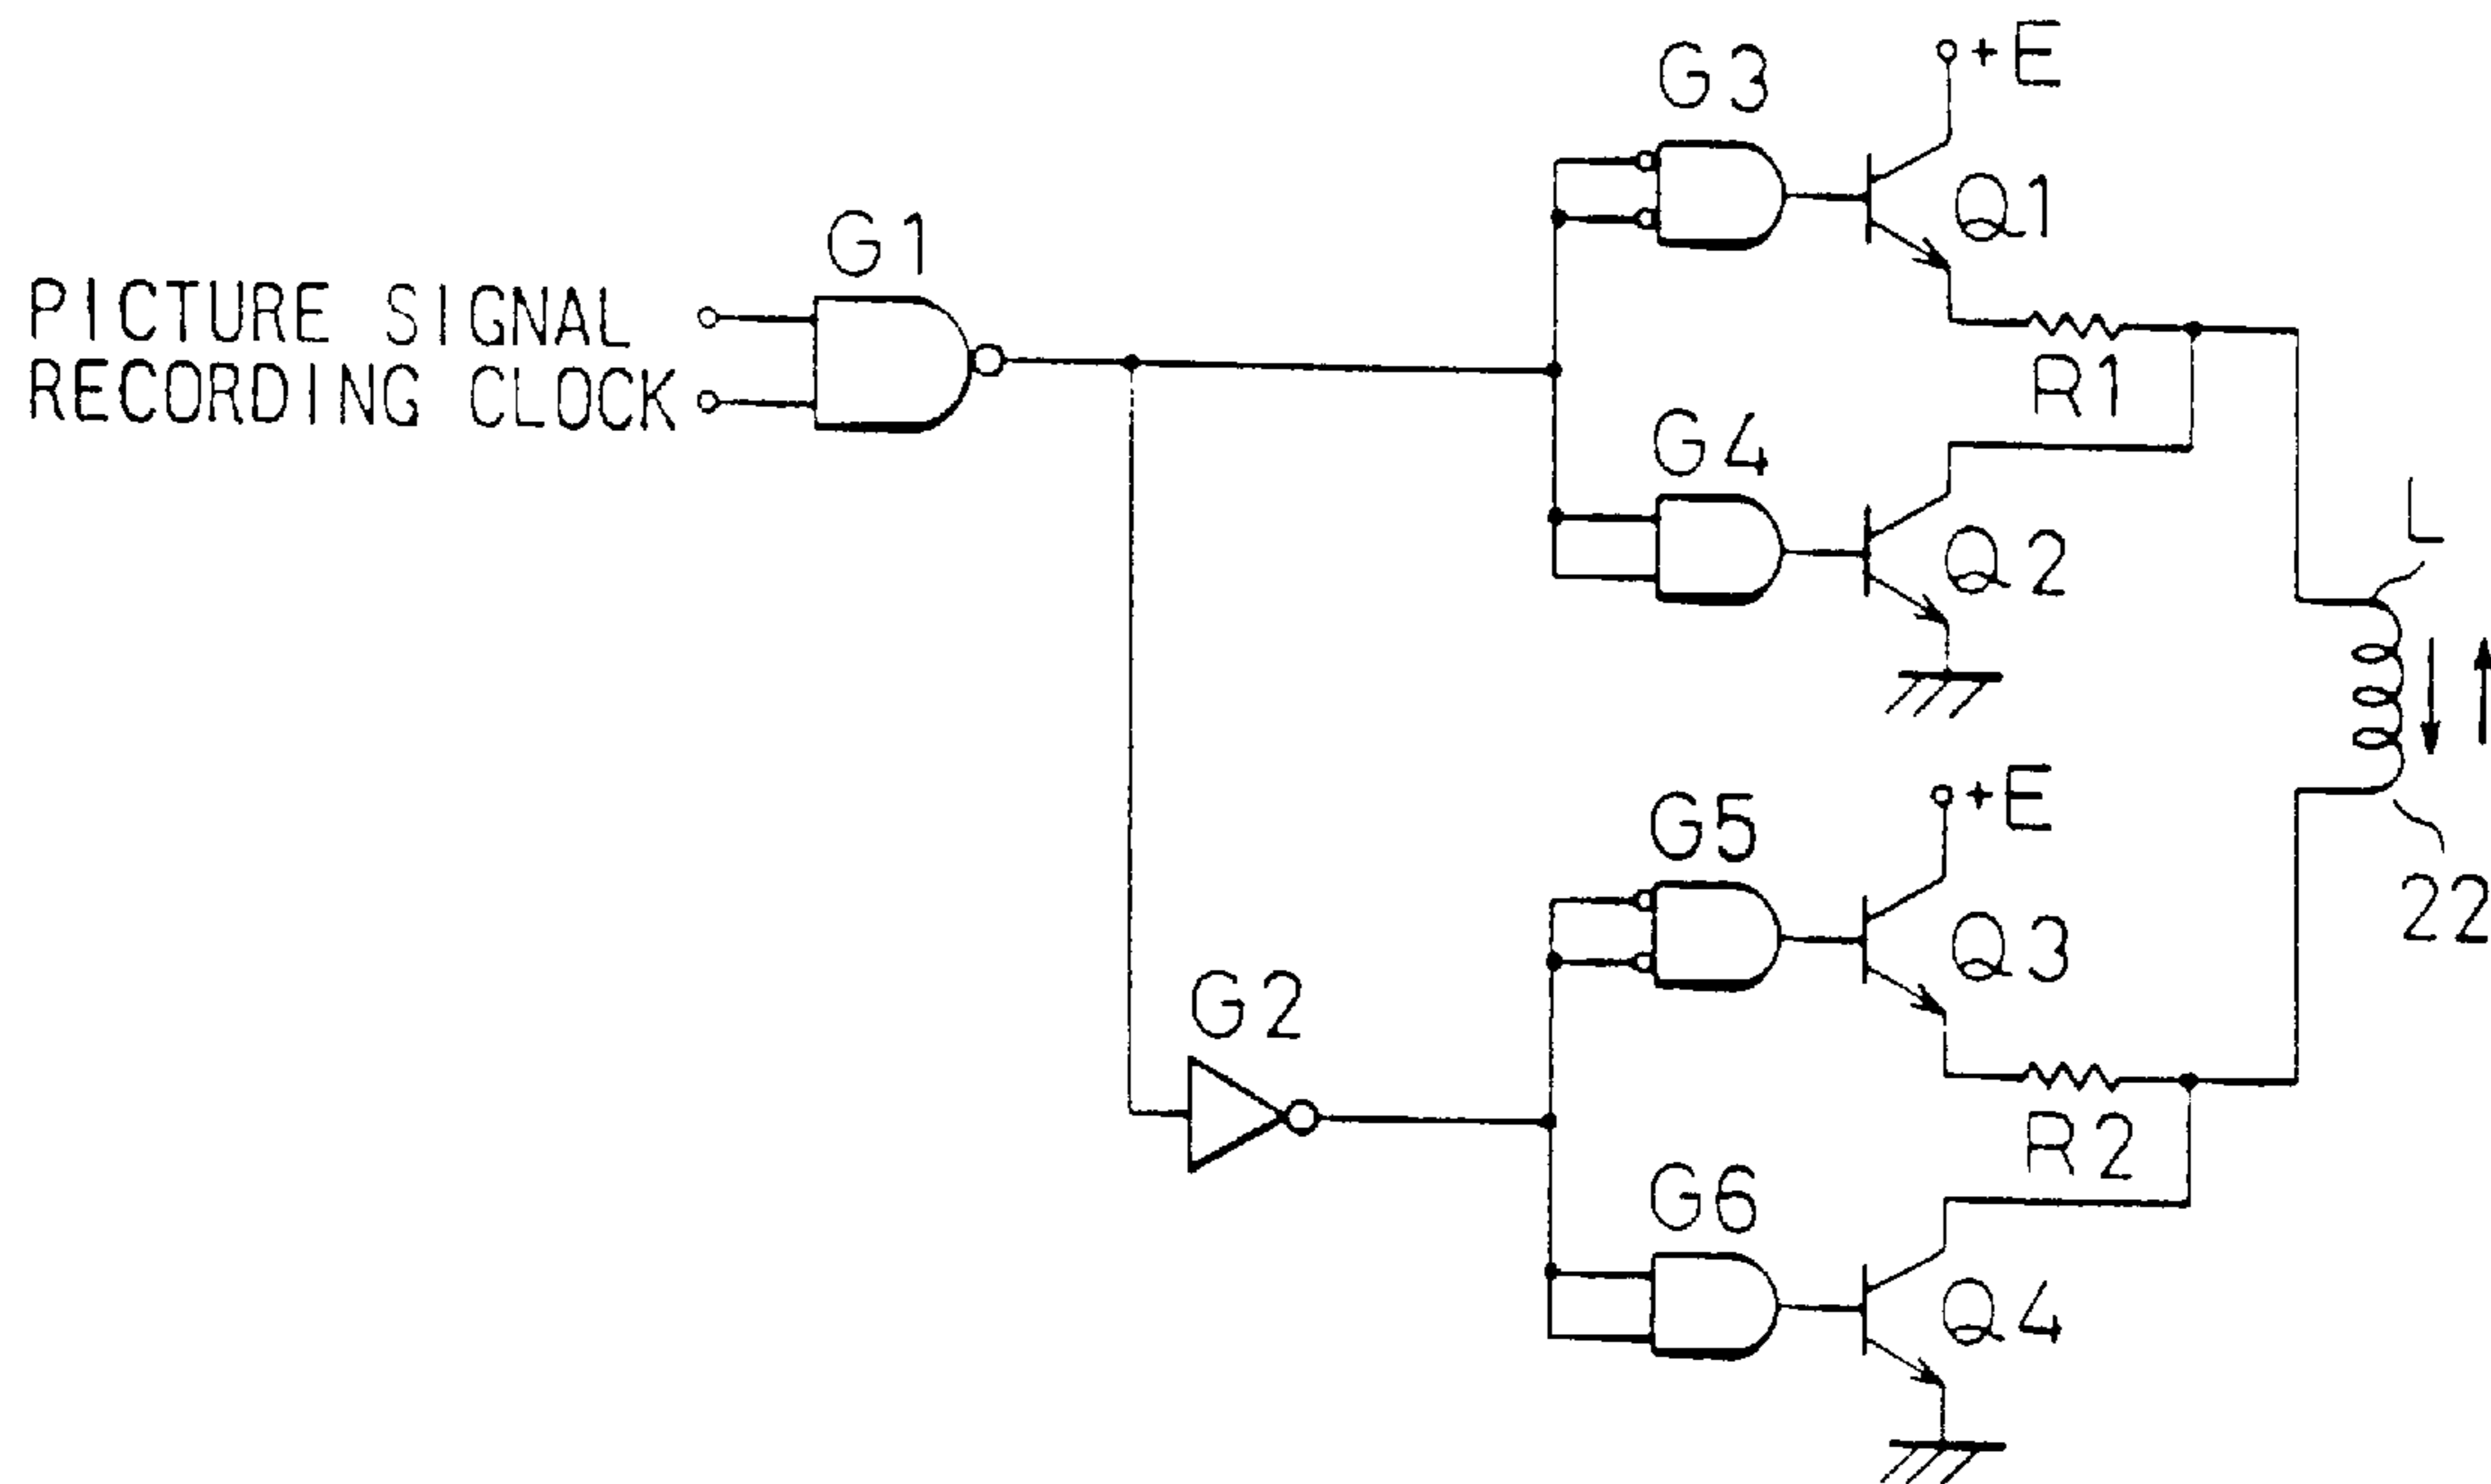 +E
G3
Q1
G1
PICTURE SIGNAL
RECORDING CLOCK
R1
G4
Q2
L
+E
G5
22
Q3
G2
R2
G6
Q4